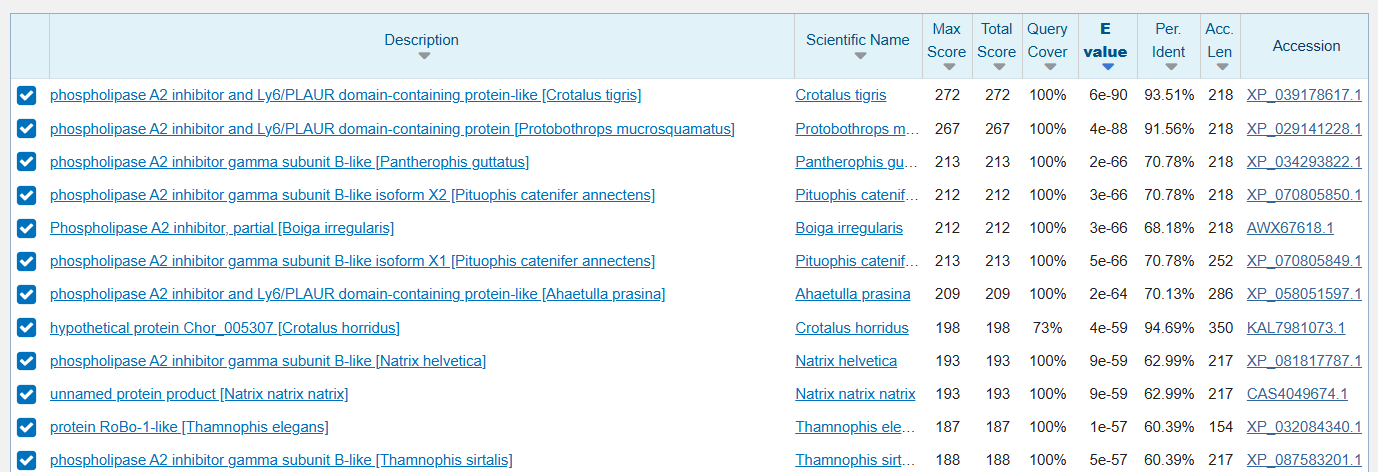 Description Scientific Name Max Score Total Score Query Cover E value Per. Ident Acc. Len Accession
phospholipase A2 inhibitor and Ly6/PLAUR domain-containing protein-like [Crotalus tigris] Crotalus tigris 272 272 100% 6e-90 93.51% 218 XP_039178617.1
phospholipase A2 inhibitor and Ly6/PLAUR domain-containing protein [Protobothrops mucrosquamatus] Protobothrops m... 267 267 100% 4e-88 91.56% 218 XP_029141228.1
phospholipase A2 inhibitor gamma subunit B-like [Pantherophis guttatus] Pantherophis gu... 213 213 100% 2e-66 70.78% 218 XP_034293822.1
phospholipase A2 inhibitor gamma subunit B-like isoform X2 [Pituophis catenifer annectens] Pituophis catenif... 212 212 100% 3e-66 70.78% 218 XP_070805850.1
Phospholipase A2 inhibitor, partial [Boiga irregularis] Boiga irregularis 212 212 100% 3e-66 68.18% 218 AWX67618.1
phospholipase A2 inhibitor gamma subunit B-like isoform X1 [Pituophis catenifer annectens] Pituophis catenif... 213 213 100% 5e-66 70.78% 252 XP_070805849.1
phospholipase A2 inhibitor and Ly6/PLAUR domain-containing protein-like [Ahaetulla prasina] Ahaetulla prasina 209 209 100% 2e-64 70.13% 286 XP_058051597.1
hypothetical protein Chor_005307 [Crotalus horridus] Crotalus horridus 198 198 73% 4e-59 94.69% 350 KAL7981073.1
phospholipase A2 inhibitor gamma subunit B-like [Natrix helvetica] Natrix helvetica 193 193 100% 9e-59 62.99% 217 XP_081817787.1
unnamed protein product [Natrix natrix natrix] Natrix natrix natrix 193 193 100% 9e-59 62.99% 217 CAS4049674.1
protein RoBo-1-like [Thamnophis elegans] Thamnophis ele... 187 187 100% 1e-57 60.39% 154 XP_032084340.1
phospholipase A2 inhibitor gamma subunit B-like [Thamnophis sirtalis] Thamnophis sirt... 188 188 100% 5e-57 60.39% 217 XP_087583201.1